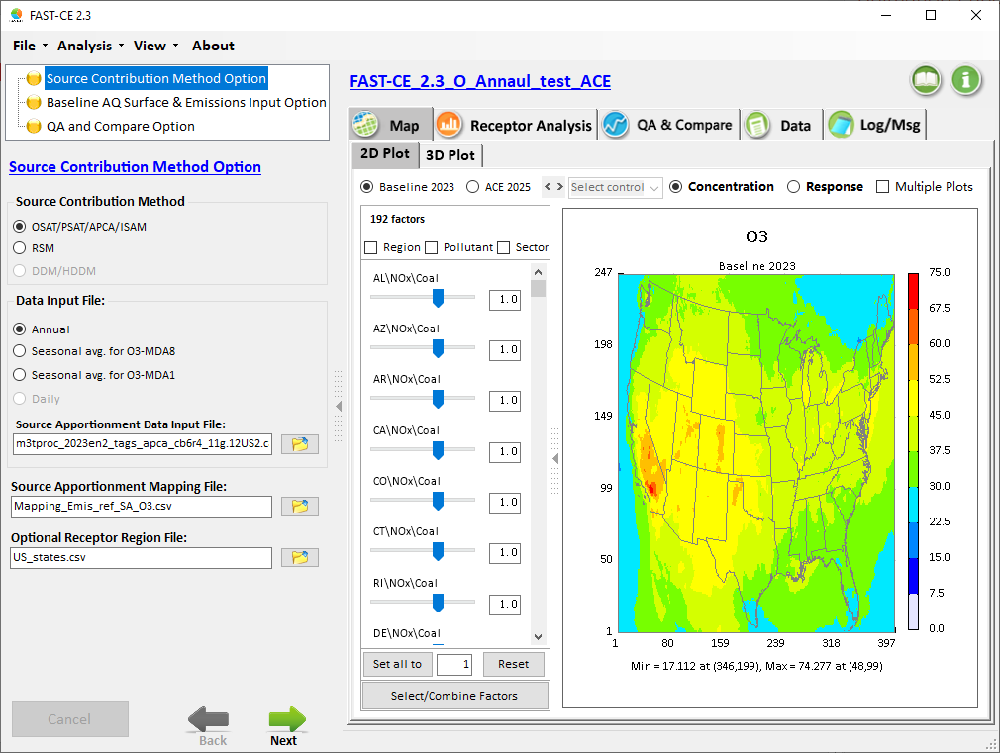 FAST-CE 2.3
File Analysis View About
Source Contribution Method Option
Baseline AQ Surface & Emissions Input Option
QA and Compare Option
Source Contribution Method Option
Source Contribution Method
OSAT/PSAT/APCA/ISAM
RSM
DDM/HDDM
Data Input File:
Annual
Seasonal avg. for O3-MDA8
Seasonal avg. for O3-MDA1
Daily
Source Apportionment Data Input File:
m3tproc_2023en2_tags_apca_cb6r4_11g.12US2.c
Source Apportionment Mapping File:
Mapping_Emis_ref_SA_O3.csv
Optional Receptor Region File:
US_states.csv
Cancel
Back
Next
FAST-CE_2.3_O_Annaul_test_ACE
Map Receptor Analysis QA & Compare Data Log/Msg
2D Plot 3D Plot
Baseline 2023 ACE 2025 < > Select control Concentration Response Multiple Plots
192 factors
Region Pollutant Sector
AL\NOx\Coal
1.0
AZ\NOx\Coal
1.0
AR\NOx\Coal
1.0
CA\NOx\Coal
1.0
CO\NOx\Coal
1.0
CT\NOx\Coal
1.0
RI\NOx\Coal
1.0
DE\NOx\Coal
Set all to 1 Reset
Select/Combine Factors
O3
Baseline 2023
247
198
149
99
50
1
1 80 159 239 318 397
75.0
67.5
60.0
52.5
45.0
37.5
30.0
22.5
15.0
7.5
0.0
Min = 17.112 at (346,199), Max = 74.277 at (48,99)